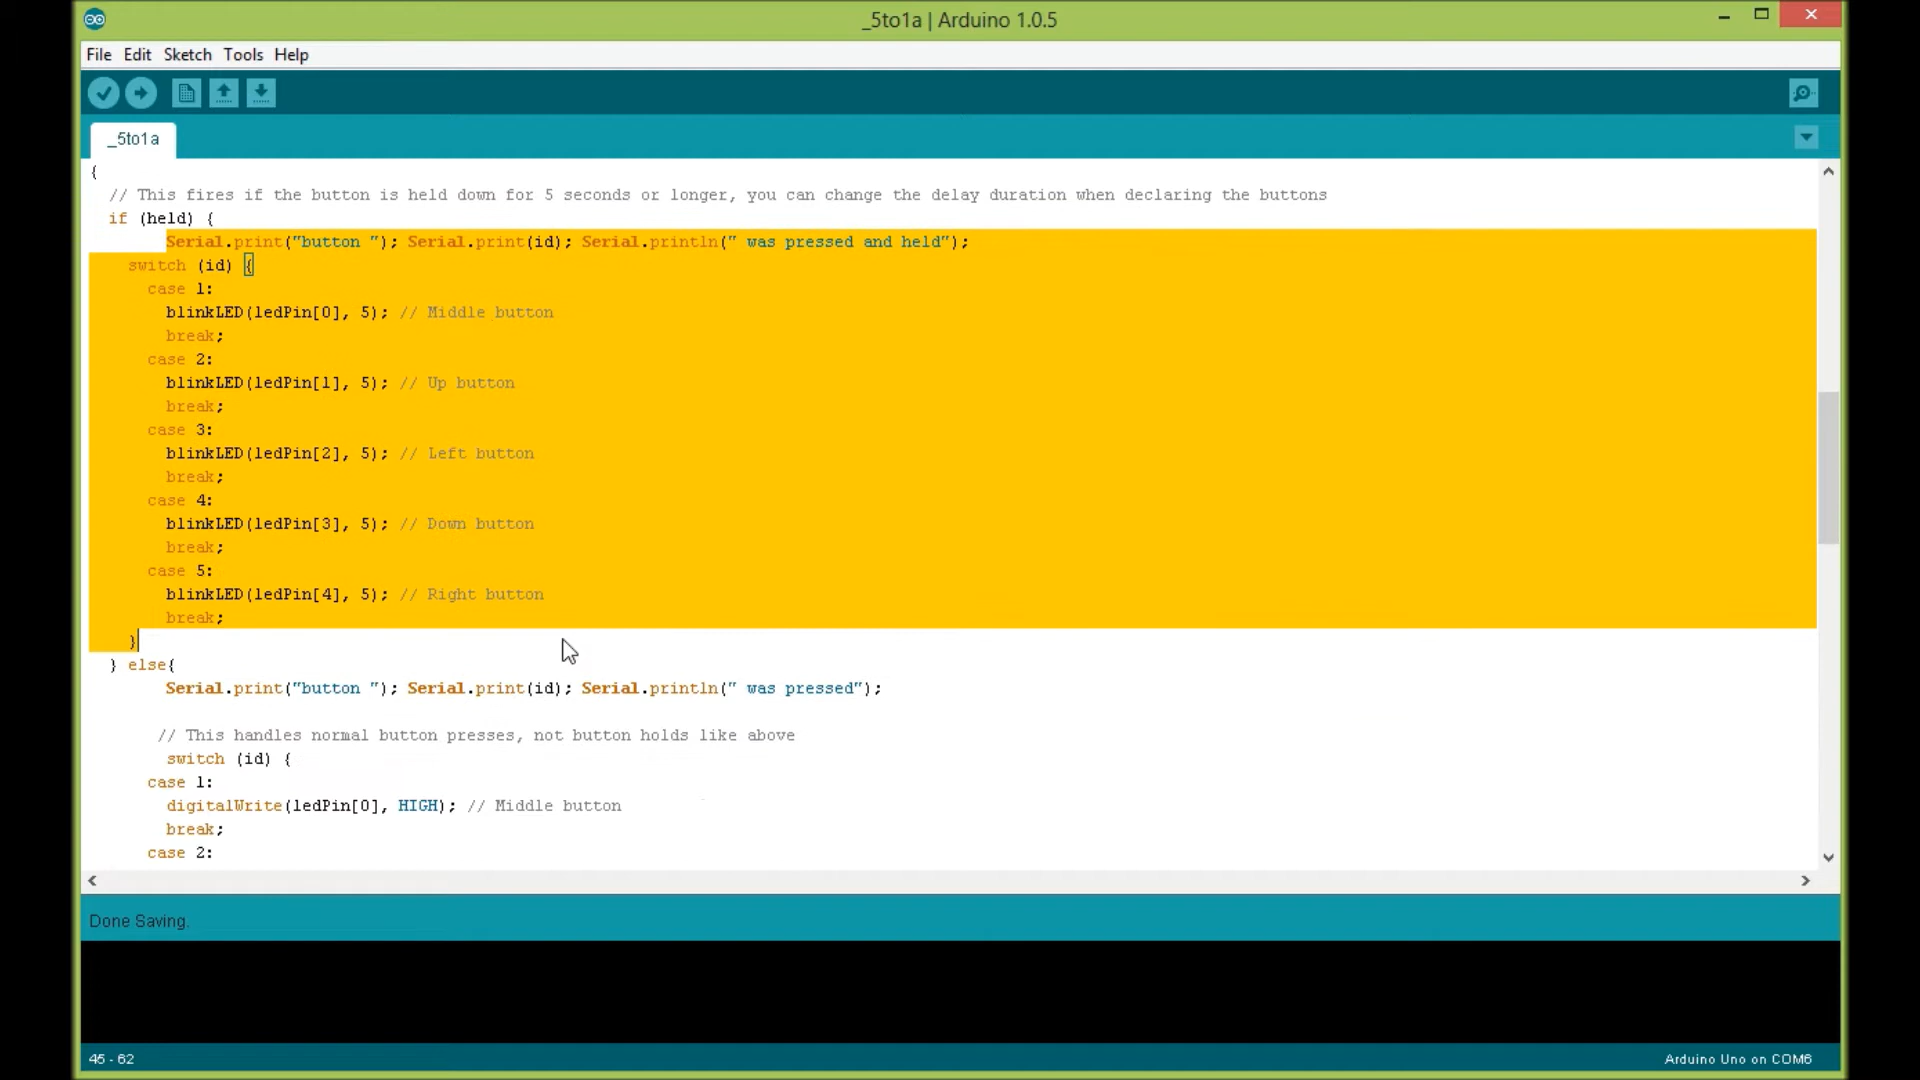 _5to1a | Arduino 1.0.5
File Edit Sketch Tools Help
_5to1a
{
// This fires if the button is held down for 5 seconds or longer, you can change the delay duration when declaring the buttons
if (held) {
Serial.print("button "); Serial.print(id); Serial.println(" was pressed and held");
switch (id) {
case 1:
blinkLED(ledPin[0], 5); // Middle button
break;
case 2:
blinkLED(ledPin[1], 5); // Up button
break;
case 3:
blinkLED(ledPin[2], 5); // Left button
break;
case 4:
blinkLED(ledPin[3], 5); // Down button
break;
case 5:
blinkLED(ledPin[4], 5); // Right button
break;
}
} else{
Serial.print("button "); Serial.print(id); Serial.println(" was pressed");
// This handles normal button presses, not button holds like above
switch (id) {
case 1:
digitalWrite(ledPin[0], HIGH); // Middle button
break;
case 2:
Done Saving.
45 - 62 Arduino Uno on COM6